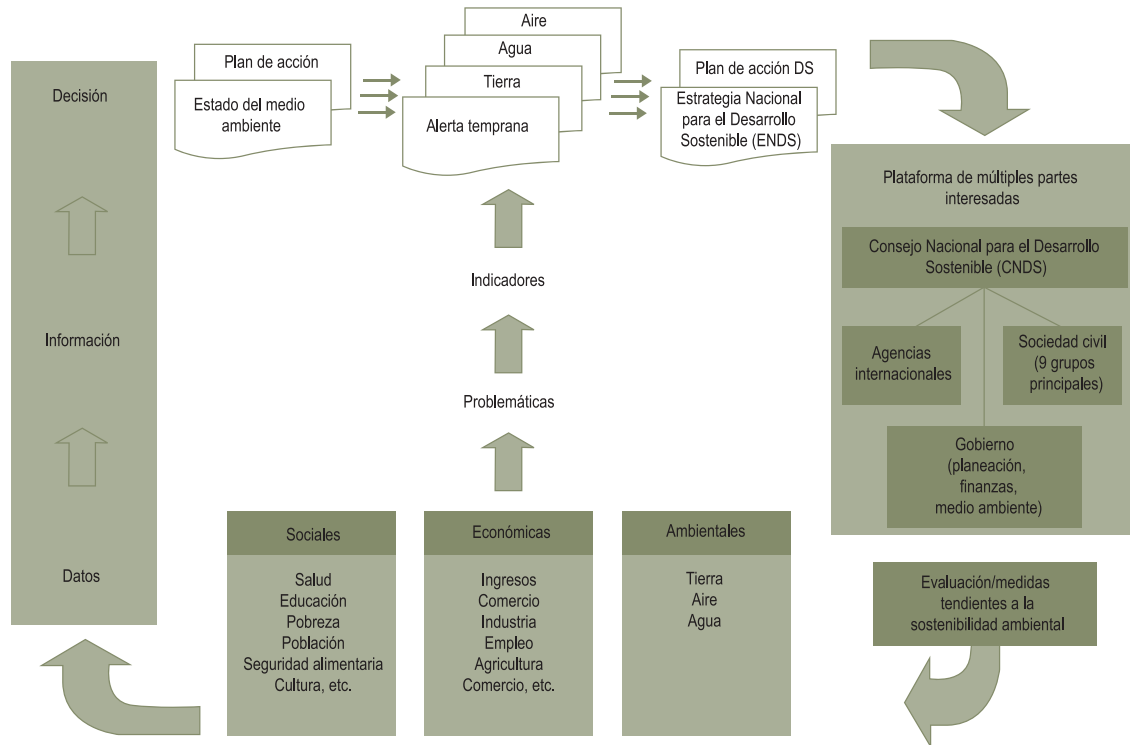 Decisión
Información
Datos
Plan de acción
Estado del medio
ambiente
Aire
Agua
Tierra
Alerta temprana
Plan de acción DS
Estrategia Nacional
para el Desarrollo
Sostenible (ENDS)
Indicadores
Problemáticas
Sociales
Salud
Educación
Pobreza
Población
Seguridad alimentaria
Cultura, etc.
Económicas
Ingresos
Comercio
Industria
Empleo
Agricultura
Comercio, etc.
Ambientales
Tierra
Aire
Agua
Plataforma de múltiples partes
interesadas
Consejo Nacional para el Desarrollo
Sostenible (CNDS)
Agencias
internacionales
Sociedad civil
(9 grupos
principales)
Gobierno
(planeación,
finanzas,
medio ambiente)
Evaluación/medidas
tendientes a la
sostenibilidad ambiental